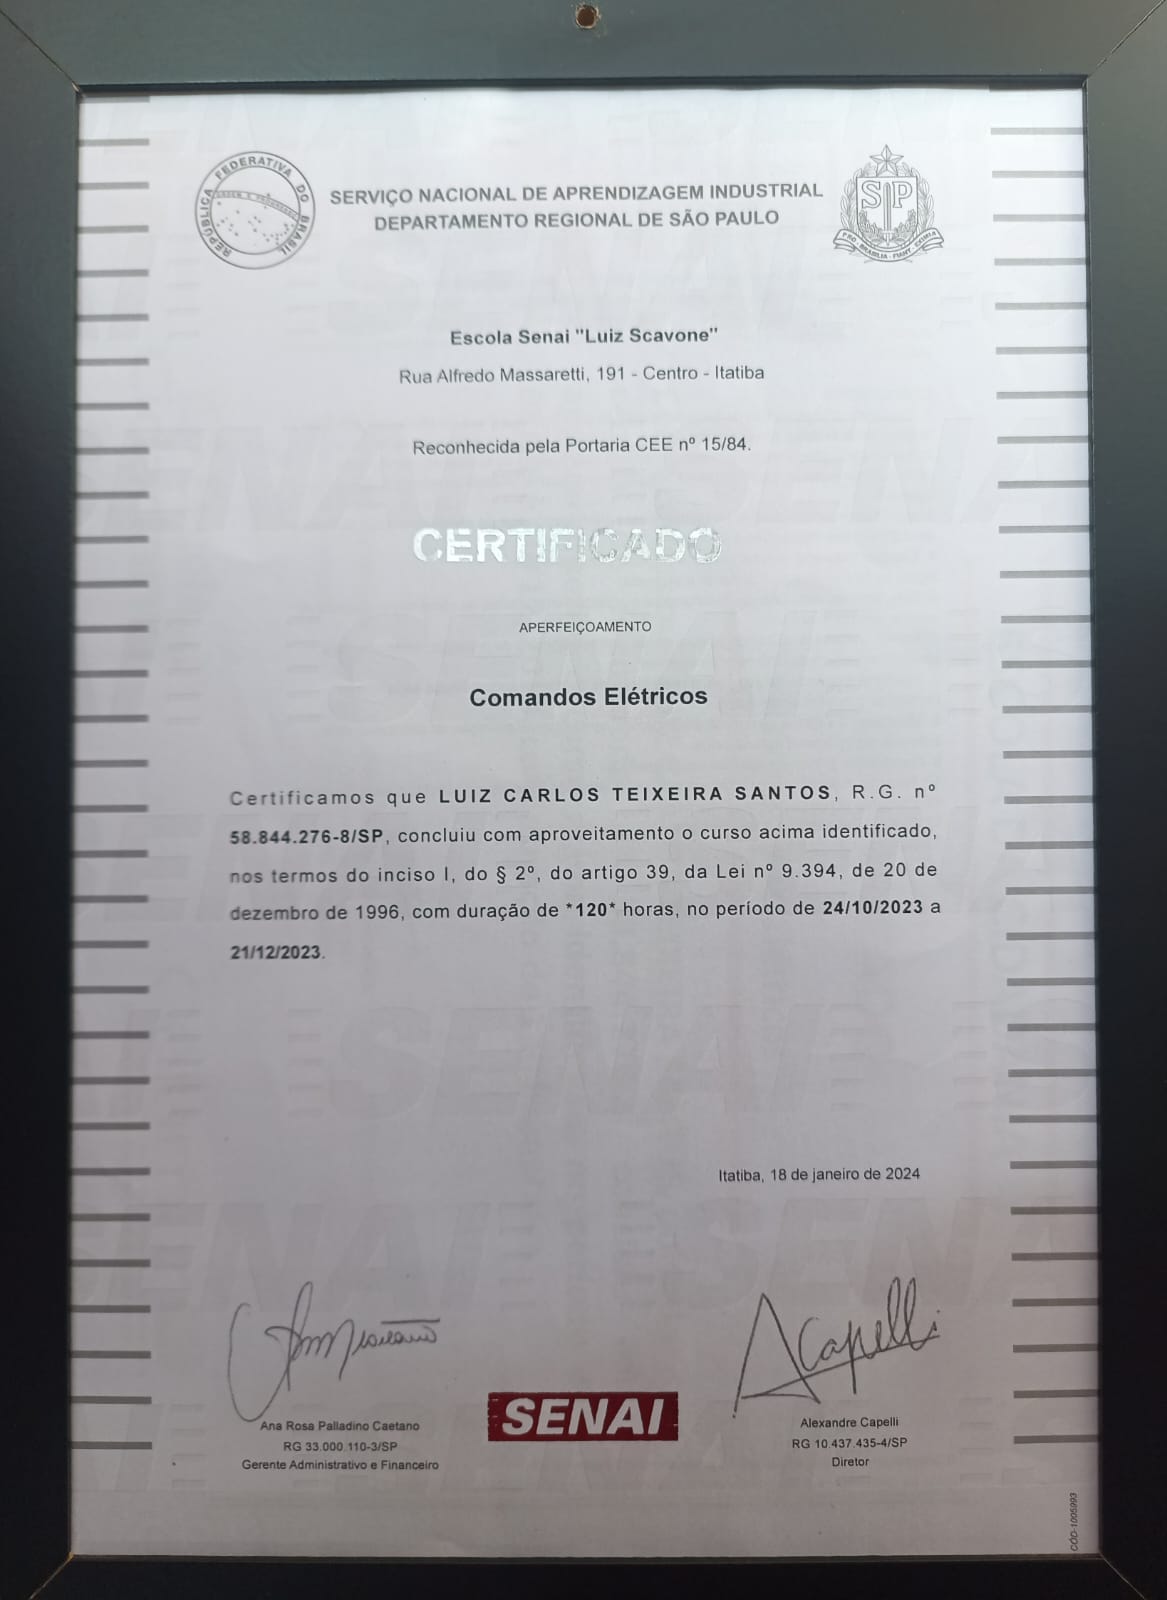 REPÚBLICA FEDERATIVA DO BRASIL
SERVIÇO NACIONAL DE APRENDIZAGEM INDUSTRIAL
DEPARTAMENTO REGIONAL DE SÃO PAULO
SP
PRO · BRASILIA · FIANT · EXIMIA
Escola Senai "Luiz Scavone"
Rua Alfredo Massaretti, 191 - Centro - Itatiba
Reconhecida pela Portaria CEE nº 15/84.
CERTIFICADO
APERFEIÇOAMENTO
Comandos Elétricos
Certificamos que LUIZ CARLOS TEIXEIRA SANTOS, R.G. nº
58.844.276-8/SP, concluiu com aproveitamento o curso acima identificado,
nos termos do inciso I, do § 2º, do artigo 39, da Lei nº 9.394, de 20 de
dezembro de 1996, com duração de *120* horas, no período de 24/10/2023 a
21/12/2023.
Itatiba, 18 de janeiro de 2024
ACapelli
Ana Rosa Palladino Caetano
RG 33.000.110-3/SP
Gerente Administrativo e Financeiro
SENAI
Alexandre Capelli
RG 10.437.435-4/SP
Diretor
CÓD-1005993